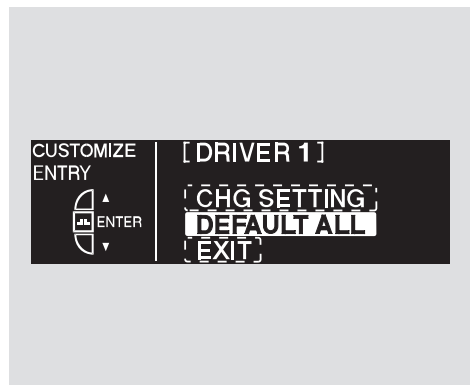 CUSTOMIZE
ENTRY
▲
ENTER
▼
[ DRIVER 1 ]
CHG SETTING
DEFAULT ALL
EXIT